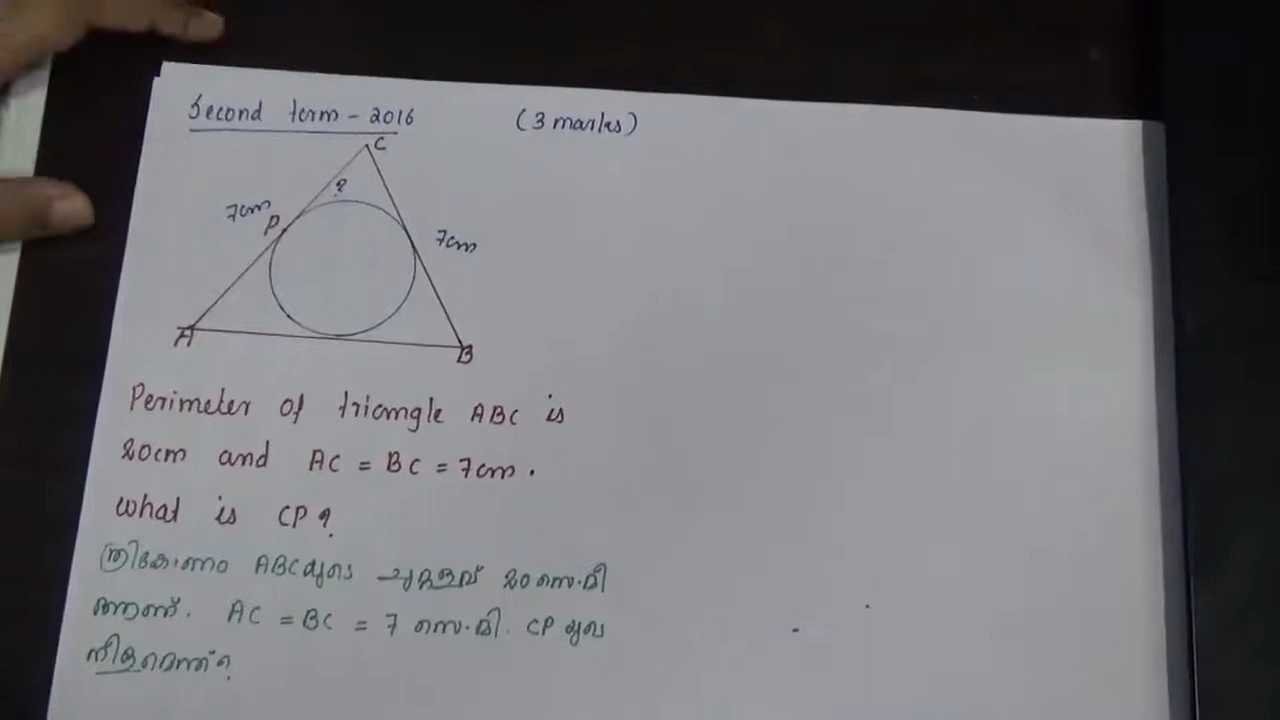 Second term - 2016 (3 marks)
C
?
7cm
P
7cm
A
B
Perimeter of triangle ABC is
20cm and AC = BC = 7cm.
What is CP?
ത്രികോണം ABCയുടെ ചുറ്റളവ് 20 സെ.മീ
ആണ്. AC = BC = 7 സെ.മി. CP യുടെ
നീളമെന്ത്?